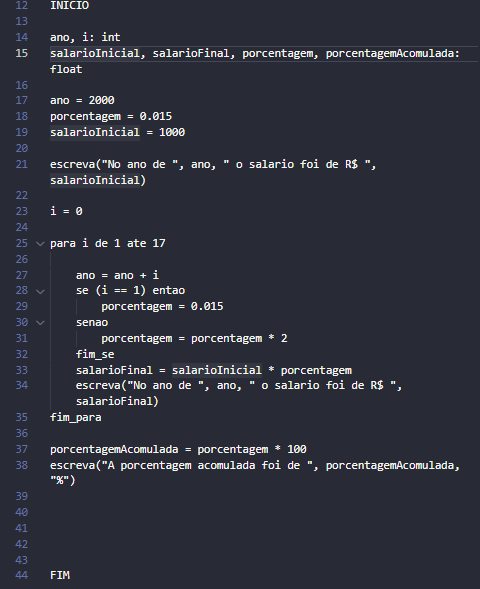 12 INICIO
13
14 ano, i: int
15 salarioInicial, salarioFinal, porcentagem, porcentagemAcomulada:
float
16
17 ano = 2000
18 porcentagem = 0.015
19 salarioInicial = 1000
20
21 escreva("No ano de ", ano, " o salario foi de R$ ",
salarioInicial)
22
23 i = 0
24
25 para i de 1 ate 17
26
27 ano = ano + i
28 se (i == 1) entao
29 porcentagem = 0.015
30 senao
31 porcentagem = porcentagem * 2
32 fim_se
33 salarioFinal = salarioInicial * porcentagem
34 escreva("No ano de ", ano, " o salario foi de R$ ",
salarioFinal)
35 fim_para
36
37 porcentagemAcomulada = porcentagem * 100
38 escreva("A porcentagem acomulada foi de ", porcentagemAcomulada,
"%")
39
40
41
42
43
44 FIM